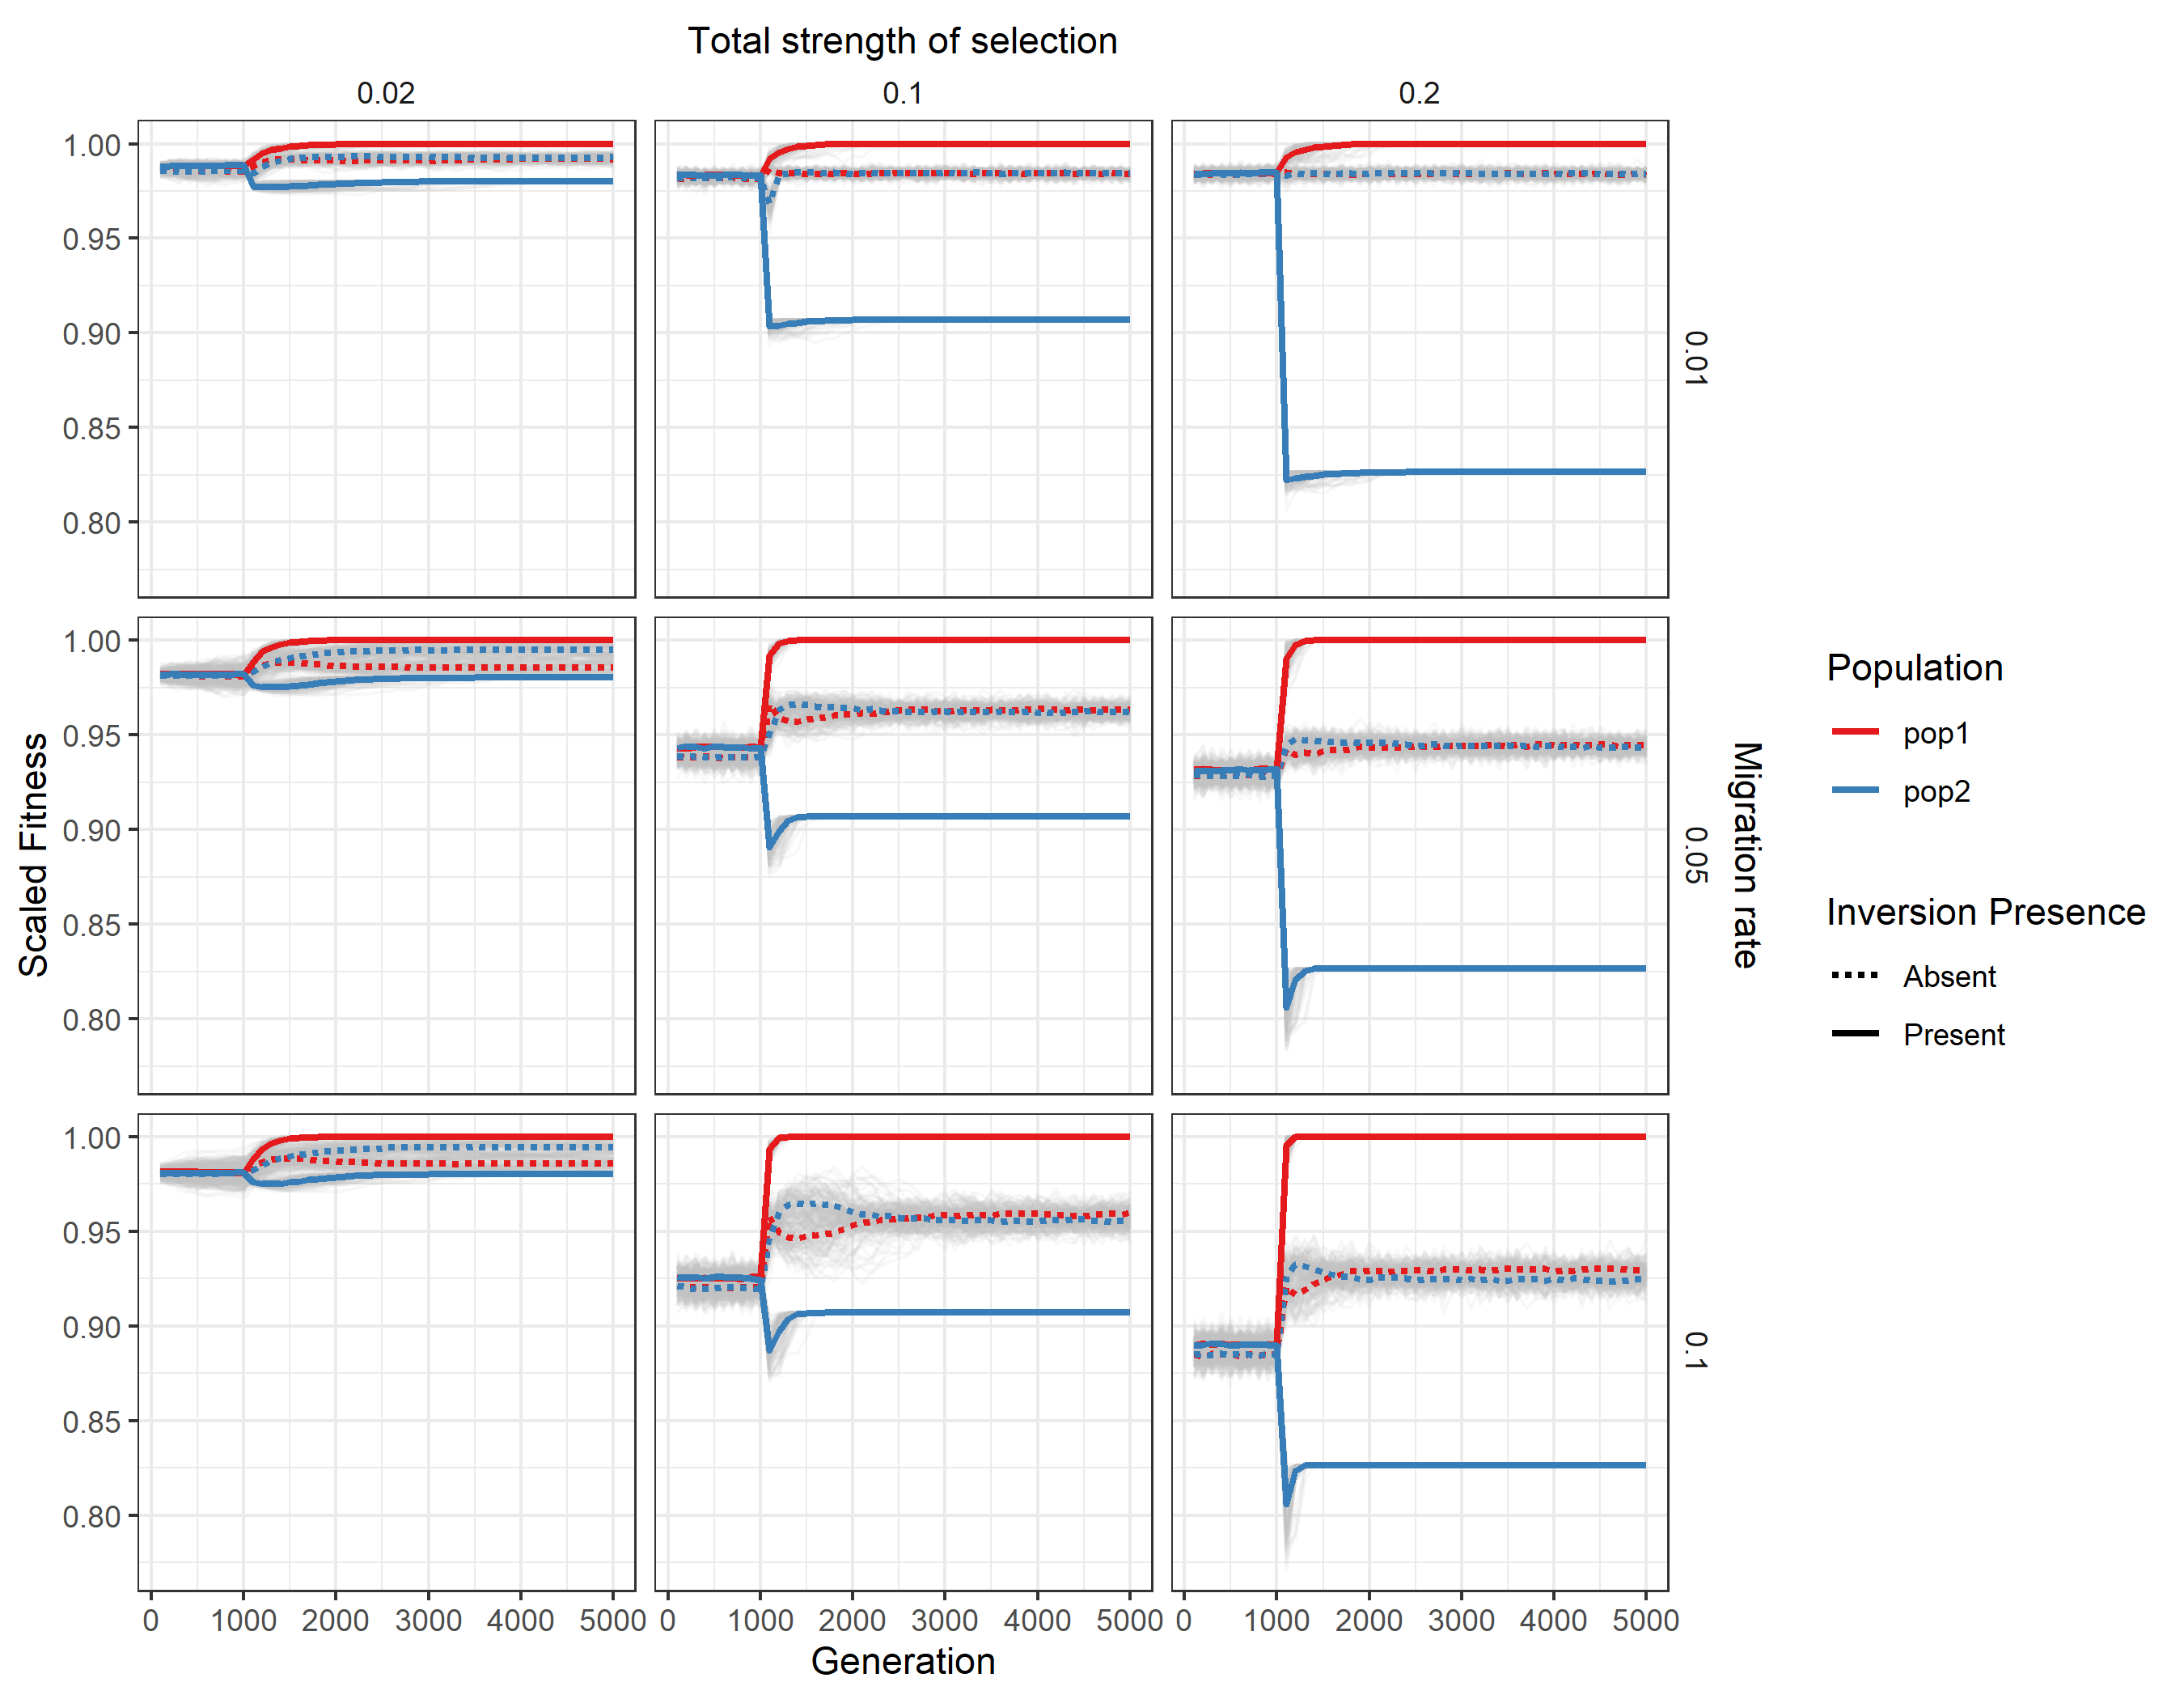 Total strength of selection
0.02 0.1 0.2
1.00
0.95
0.90
0.85
0.80
0.01
1.00
0.95
0.90
0.85
0.80
0.05
1.00
0.95
0.90
0.85
0.80
0.1
Scaled Fitness
Migration rate
0 1000 2000 3000 4000 5000 0 1000 2000 3000 4000 5000 0 1000 2000 3000 4000 5000
Generation
Population
pop1
pop2
Inversion Presence
Absent
Present